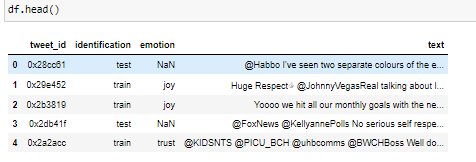 df.head()
tweet_id identification emotion text
0 0x28cc61 test NaN @Habbo I've seen two separate colours of the e...
1 0x29e452 train joy Huge Respect👊 @JohnnyVegasReal talking about l...
2 0x2b3819 train joy Yoooo we hit all our monthly goals with the ne...
3 0x2db41f test NaN @FoxNews @KellyannePolls No serious self respe...
4 0x2a2acc train trust @KIDSNTS @PICU_BCH @uhbcomms @BWCHBoss Well do...